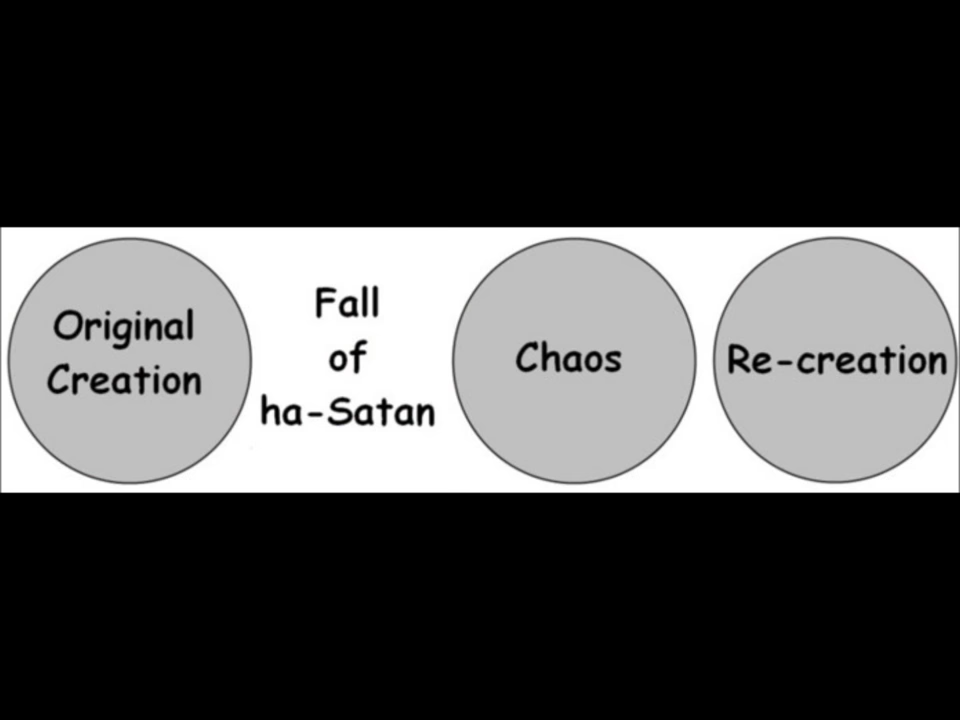 Original
Creation
Fall
of
ha-Satan
Chaos
Re-creation